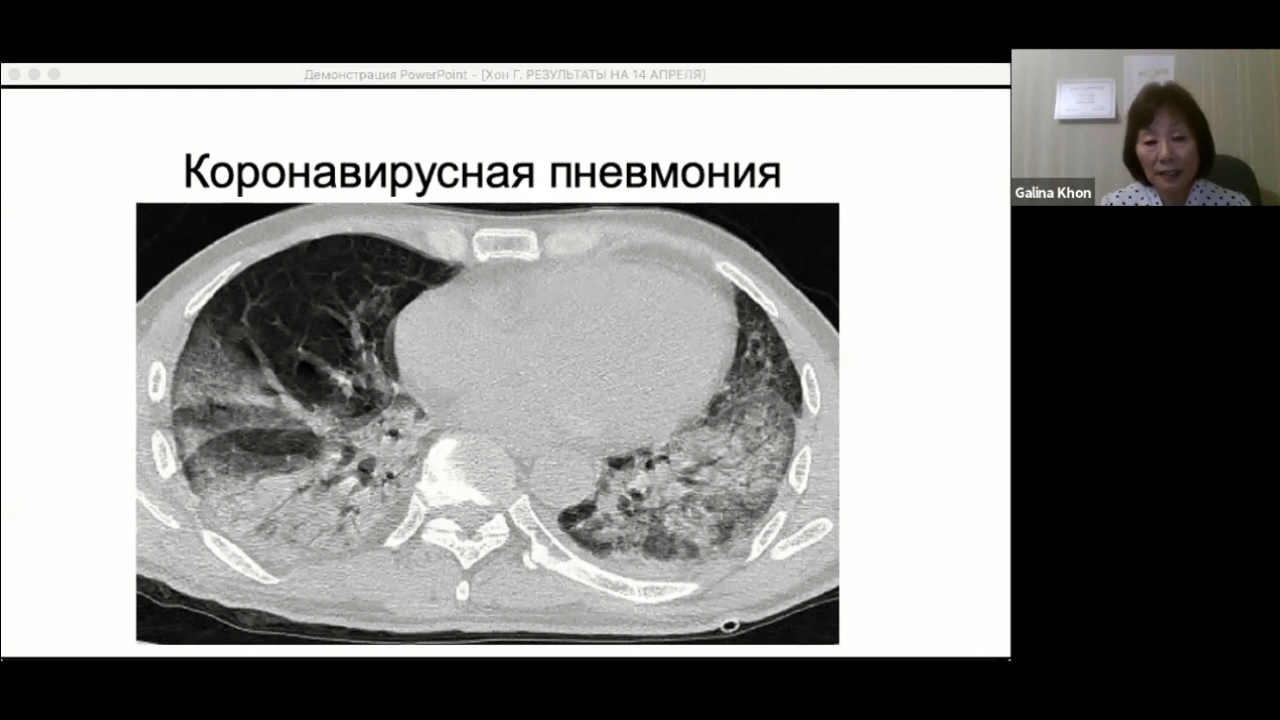 Демонстрация PowerPoint - [Хон Г. РЕЗУЛЬТАТЫ НА 14 АПРЕЛЯ]
Коронавирусная пневмония
Galina Khon